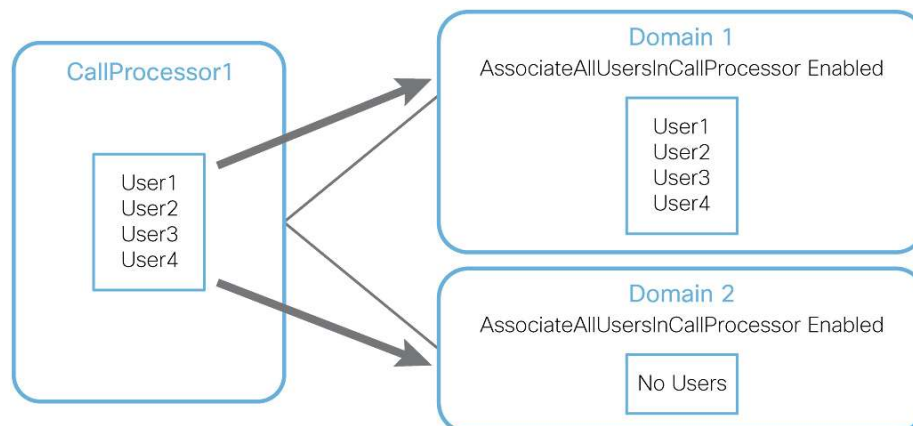 CallProcessor1
User1
User2
User3
User4
Domain 1
AssociateAllUsersInCallProcessor Enabled
User1
User2
User3
User4
Domain 2
AssociateAllUsersInCallProcessor Enabled
No Users